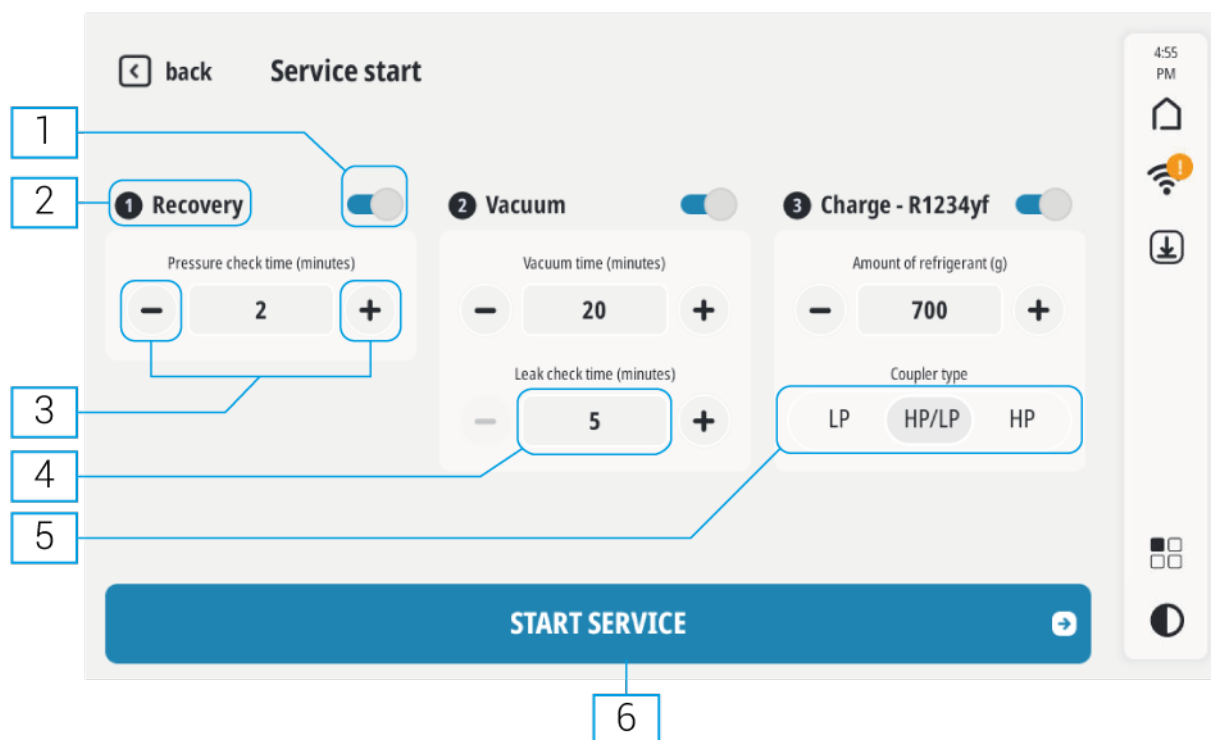 back
Service start
4:55
PM
1
2
1 Recovery
2 Vacuum
3 Charge - R1234yf
Pressure check time (minutes)
− 2 +
Vacuum time (minutes)
− 20 +
Amount of refrigerant (g)
− 700 +
Leak check time (minutes)
− 5 +
Coupler type
LP HP/LP HP
3
4
5
START SERVICE
6
!